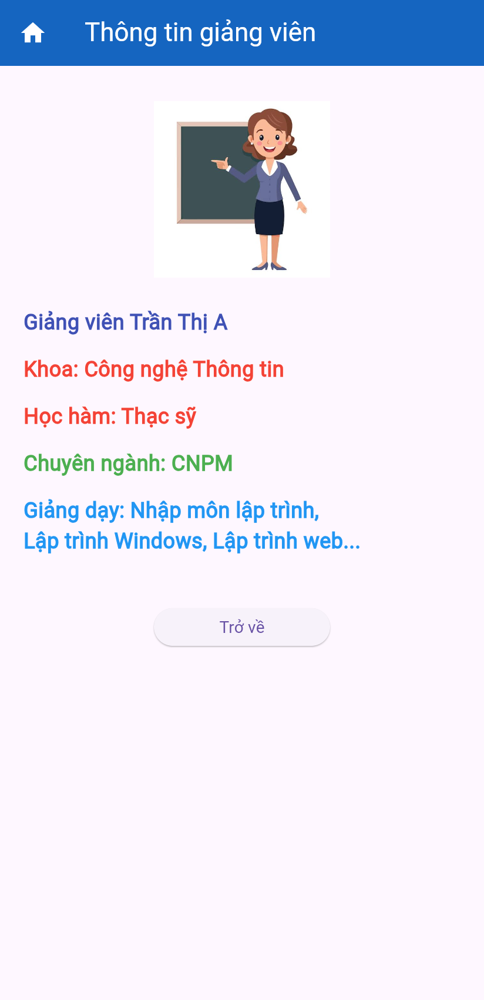 Thông tin giảng viên
Giảng viên Trần Thị A
Khoa: Công nghệ Thông tin
Học hàm: Thạc sỹ
Chuyên ngành: CNPM
Giảng dạy: Nhập môn lập trình,
Lập trình Windows, Lập trình web...
Trở về